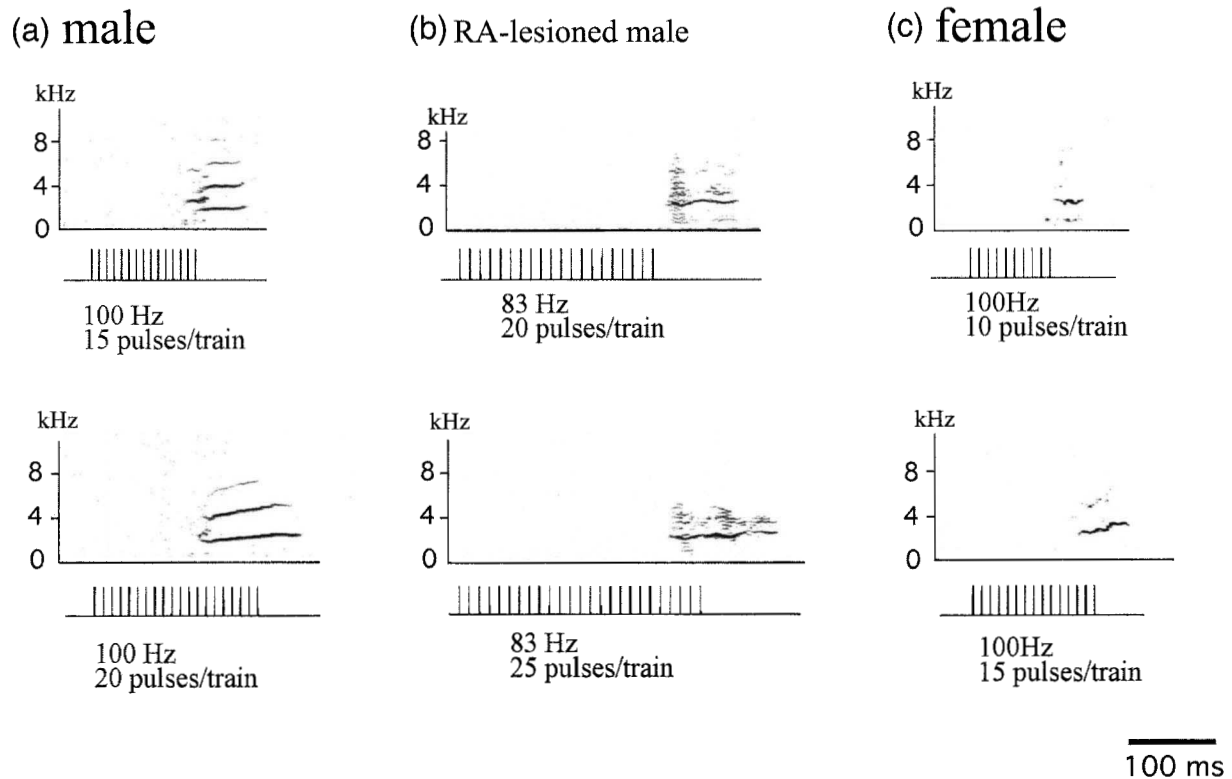 (a) male
kHz
8
4
0
100 Hz
15 pulses/train
kHz
8
4
0
100 Hz
20 pulses/train
(b) RA-lesioned male
kHz
8
4
0
83 Hz
20 pulses/train
kHz
8
4
0
83 Hz
25 pulses/train
(c) female
kHz
8
4
0
100Hz
10 pulses/train
kHz
8
4
0
100Hz
15 pulses/train
100 ms